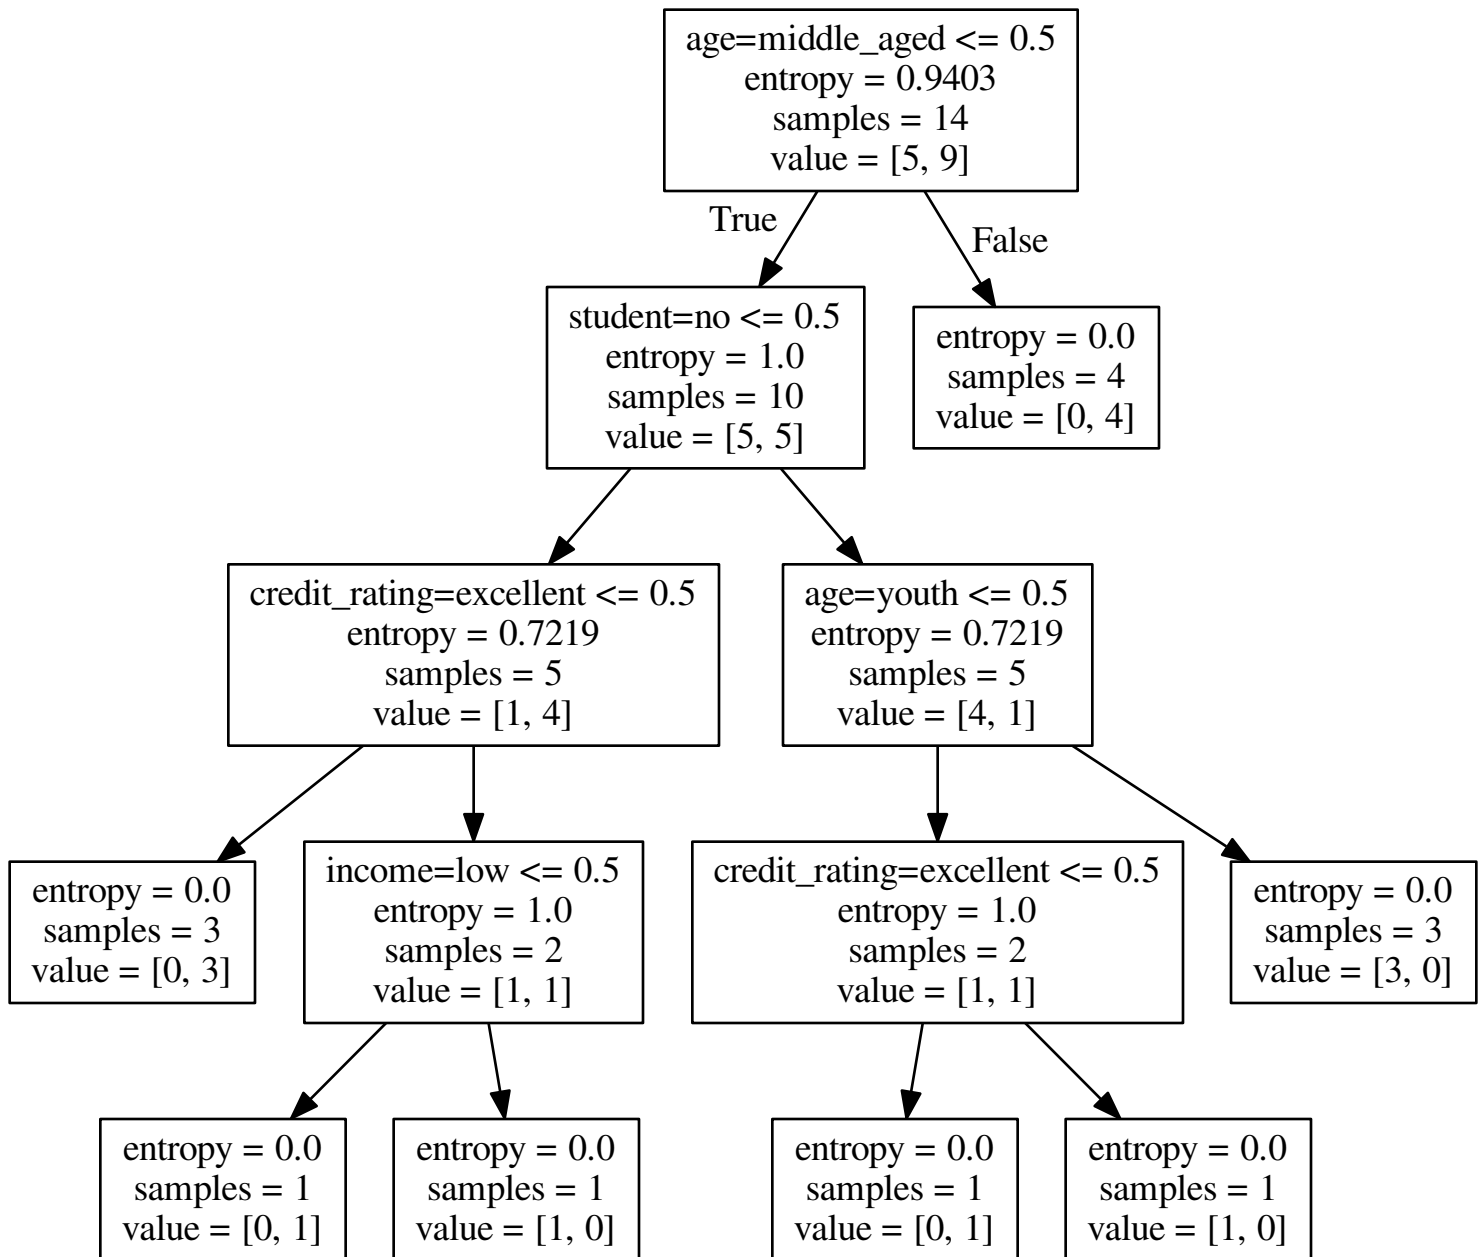 age=middle_aged <= 0.5
entropy = 0.9403
samples = 14
value = [5, 9]
True
False
student=no <= 0.5
entropy = 1.0
samples = 10
value = [5, 5]
entropy = 0.0
samples = 4
value = [0, 4]
credit_rating=excellent <= 0.5
entropy = 0.7219
samples = 5
value = [1, 4]
age=youth <= 0.5
entropy = 0.7219
samples = 5
value = [4, 1]
entropy = 0.0
samples = 3
value = [0, 3]
income=low <= 0.5
entropy = 1.0
samples = 2
value = [1, 1]
credit_rating=excellent <= 0.5
entropy = 1.0
samples = 2
value = [1, 1]
entropy = 0.0
samples = 3
value = [3, 0]
entropy = 0.0
samples = 1
value = [0, 1]
entropy = 0.0
samples = 1
value = [1, 0]
entropy = 0.0
samples = 1
value = [0, 1]
entropy = 0.0
samples = 1
value = [1, 0]